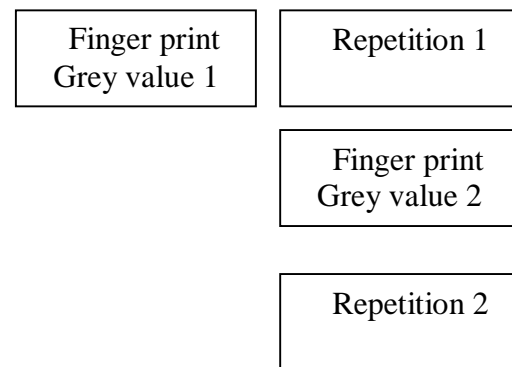 Finger print
Grey value 1
Repetition 1
Finger print
Grey value 2
Repetition 2